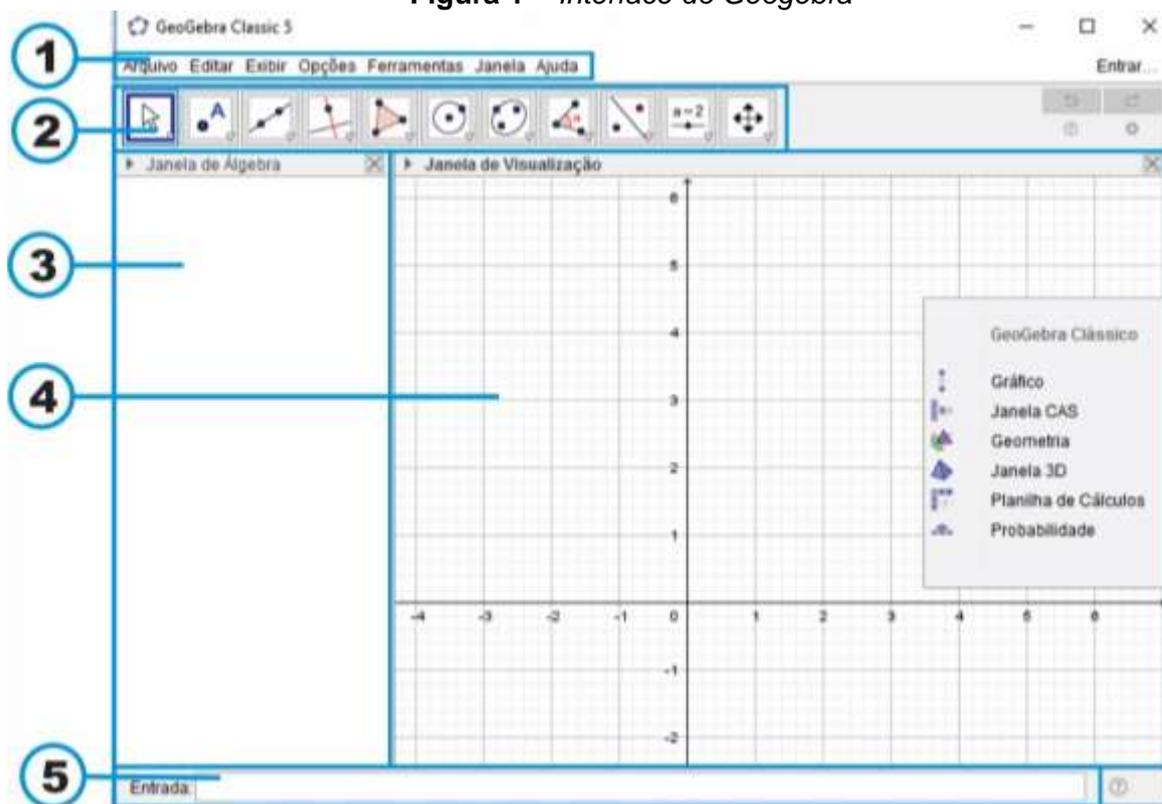 Figura 1 – Interface do Geogebra
GeoGebra Classic 5
1
Arquivo Editar Exibir Opções Ferramentas Janela Ajuda
Entrar...
2
A
a=2
Janela de Álgebra
Janela de Visualização
3
4
5
Entrada:
6
5
4
3
2
1
-4 -3 -2 -1 0 1 2 3 4 5 6
-1
-2
GeoGebra Clássico
Gráfico
Janela CAS
Geometria
Janela 3D
Planilha de Cálculos
Probabilidade